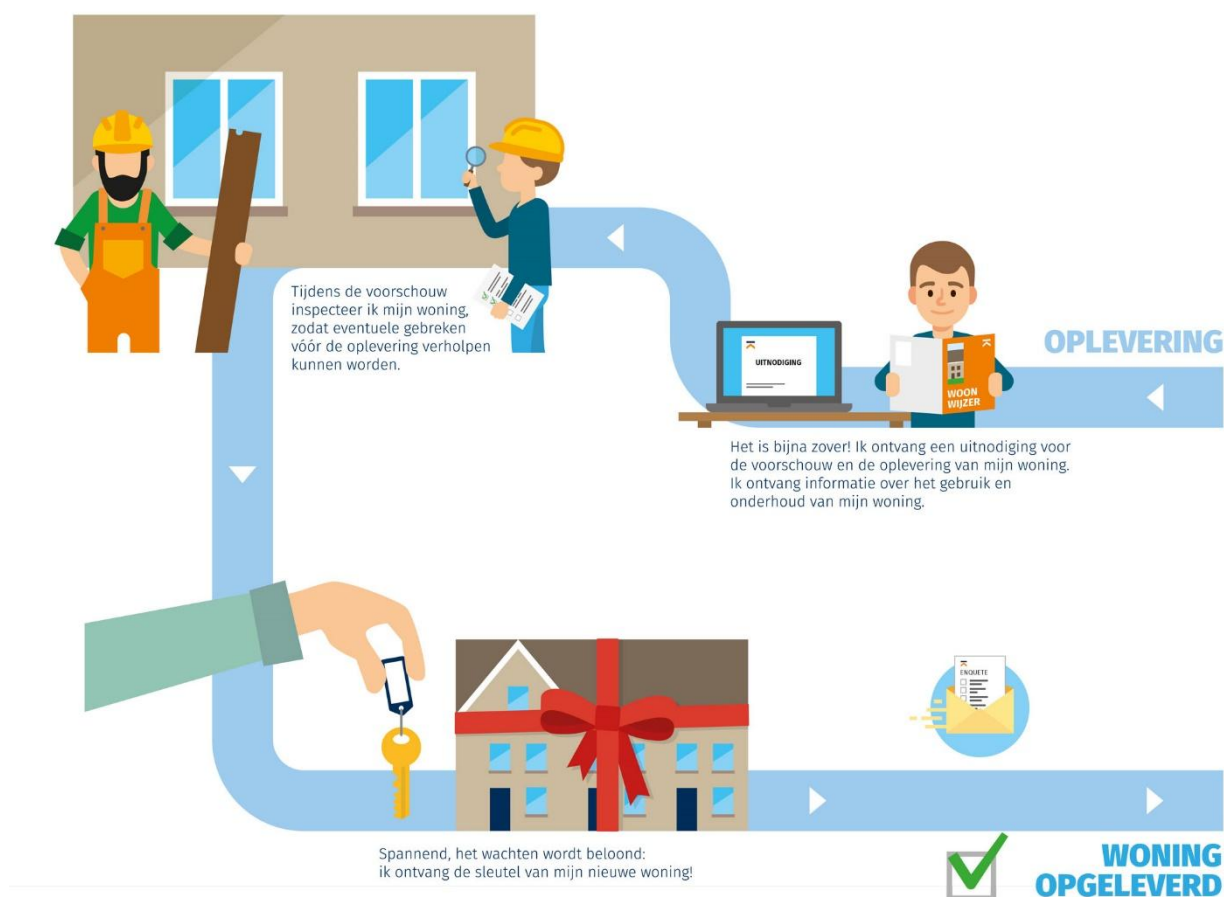 OPLEVERING
UITNODIGING
WOON
WIJZER
Het is bijna zover! Ik ontvang een uitnodiging voor
de voorschouw en de oplevering van mijn woning.
Ik ontvang informatie over het gebruik en
onderhoud van mijn woning.
Tijdens de voorschouw
inspecteer ik mijn woning,
zodat eventuele gebreken
vóór de oplevering verholpen
kunnen worden.
Spannend, het wachten wordt beloond:
ik ontvang de sleutel van mijn nieuwe woning!
ENQUETE
WONING
OPGELEVERD